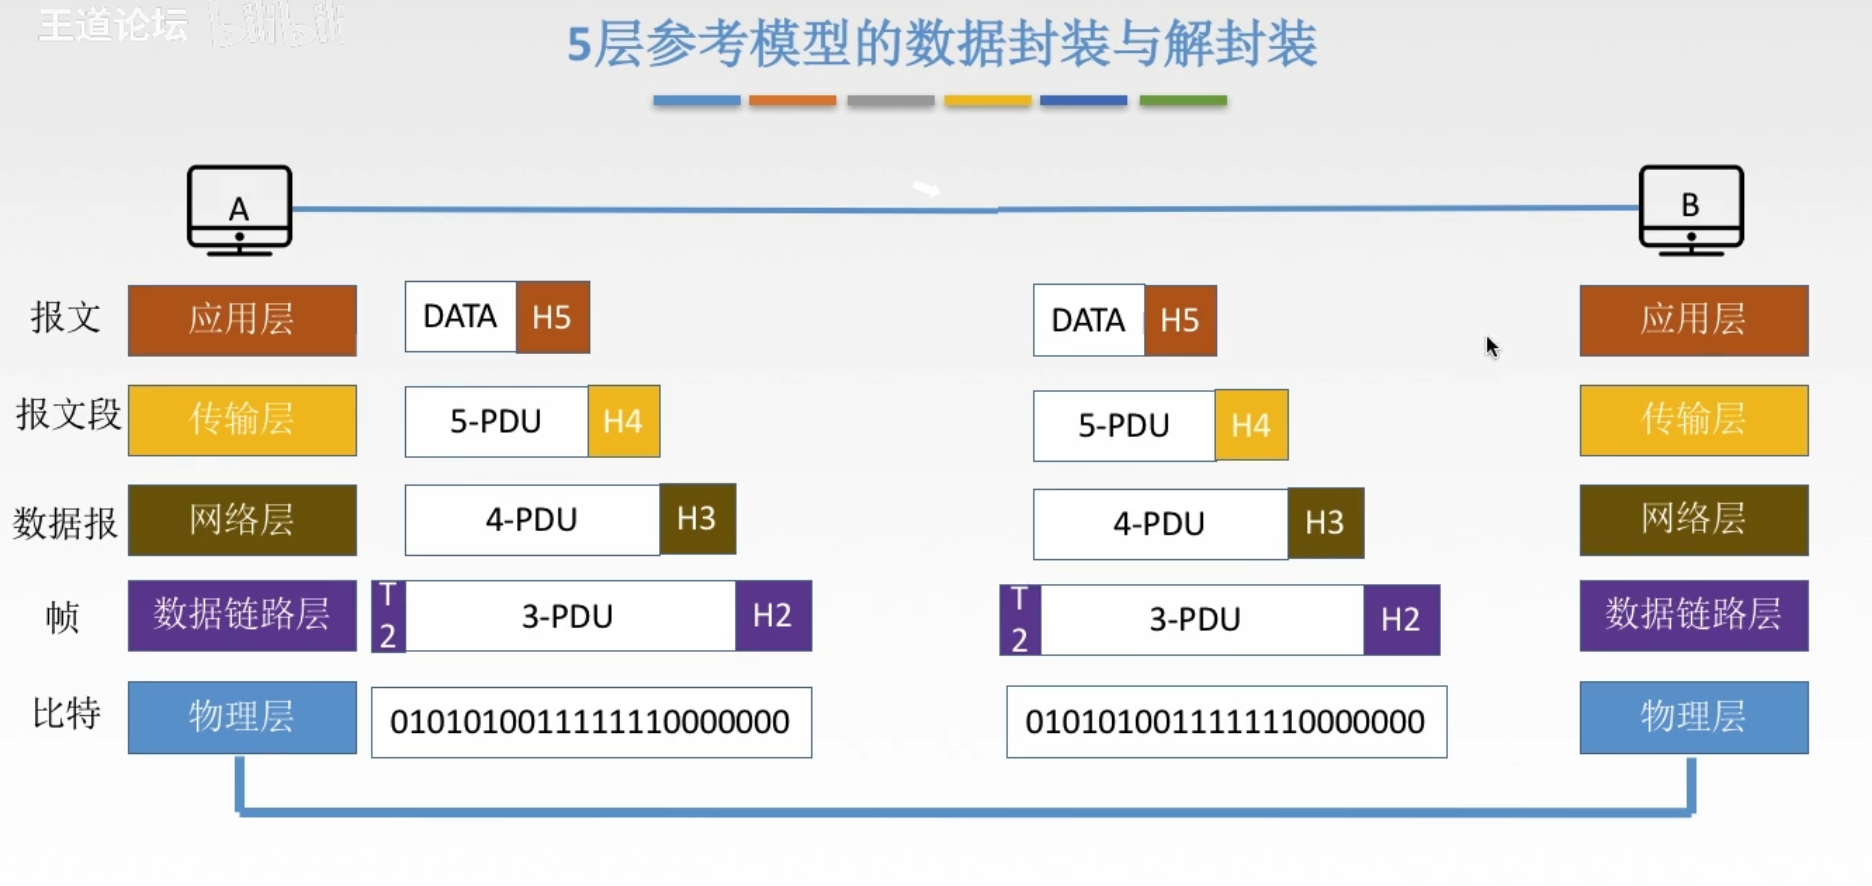 王道论坛 bilibili
5层参考模型的数据封装与解封装
A
B
报文 应用层 DATA H5 DATA H5 应用层
报文段 传输层 5-PDU H4 5-PDU H4 传输层
数据报 网络层 4-PDU H3 4-PDU H3 网络层
帧 数据链路层 T2 3-PDU H2 T2 3-PDU H2 数据链路层
比特 物理层 0101010011111110000000 0101010011111110000000 物理层